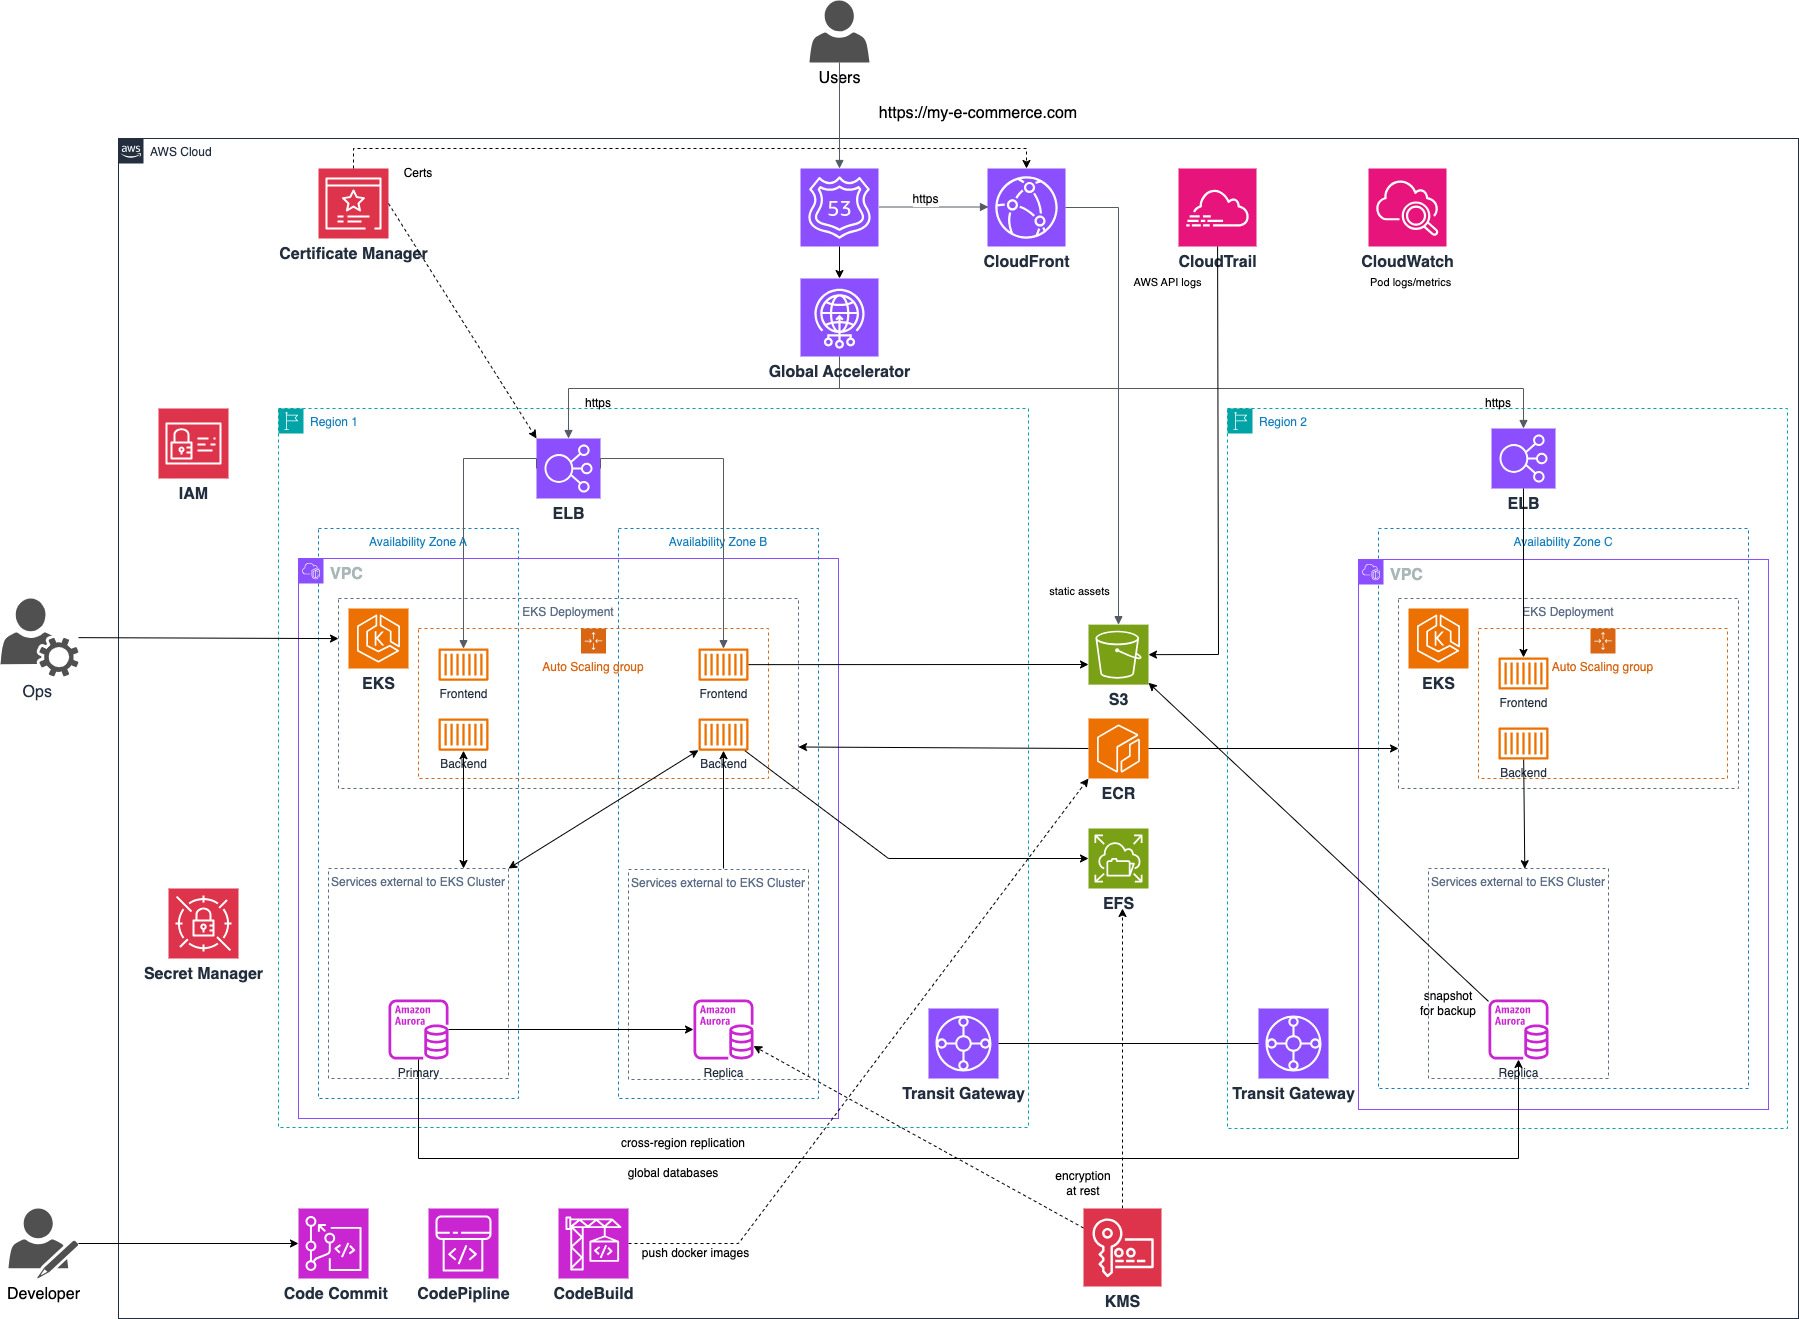 Users
https://my-e-commerce.com
aws
AWS Cloud
Certs
53
https
Certificate Manager
CloudFront
CloudTrail
CloudWatch
AWS API logs
Pod logs/metrics
Global Accelerator
https
https
Region 1
Region 2
IAM
ELB
ELB
Availability Zone A
Availability Zone B
Availability Zone C
VPC
VPC
EKS Deployment
EKS Deployment
static assets
K
K
Auto Scaling group
Auto Scaling group
EKS
EKS
Frontend
Frontend
Frontend
Ops
S3
Backend
Backend
Backend
ECR
Services external to EKS Cluster
Services external to EKS Cluster
Services external to EKS Cluster
EFS
Secret Manager
snapshot
for backup
Amazon
Aurora
Amazon
Aurora
Amazon
Aurora
Primary
Replica
Replica
Transit Gateway
Transit Gateway
cross-region replication
global databases
encryption
at rest
</>
</>
</>
push docker images
Developer
Code Commit
CodePipline
CodeBuild
KMS